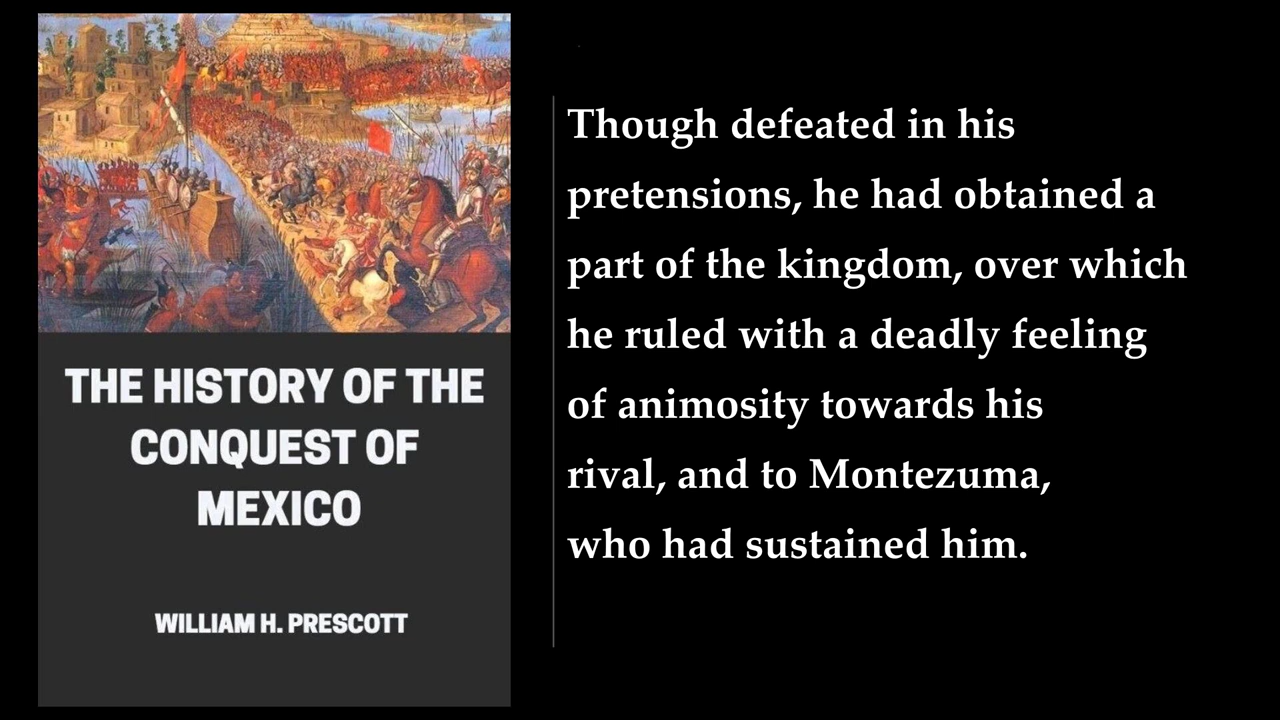 THE HISTORY OF THE
CONQUEST OF
MEXICO
WILLIAM H. PRESCOTT
Though defeated in his
pretensions, he had obtained a
part of the kingdom, over which
he ruled with a deadly feeling
of animosity towards his
rival, and to Montezuma,
who had sustained him.